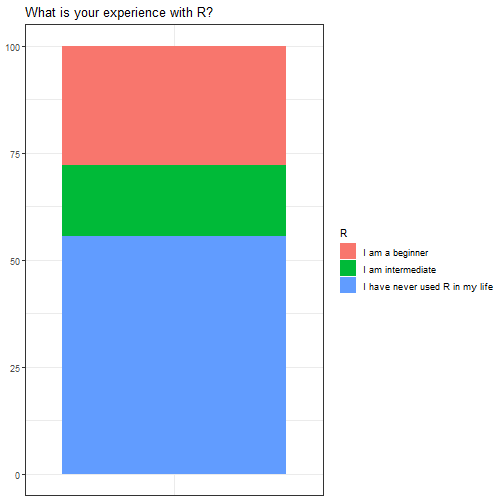 What is your experience with R?
100
75
50
25
0
R
I am a beginner
I am intermediate
I have never used R in my life